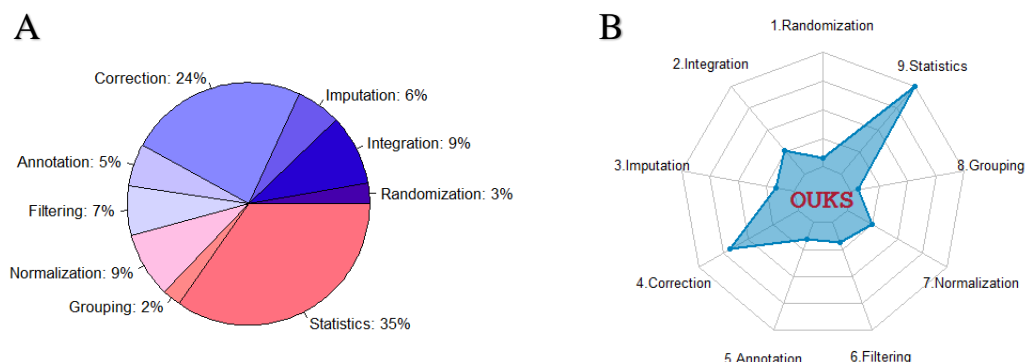 A
Correction: 24%
Imputation: 6%
Integration: 9%
Annotation: 5%
Randomization: 3%
Filtering: 7%
Normalization: 9%
Grouping: 2%
Statistics: 35%
B
1.Randomization
2.Integration
9.Statistics
3.Imputation
8.Grouping
OUKS
4.Correction
7.Normalization
5.Annotation
6.Filtering